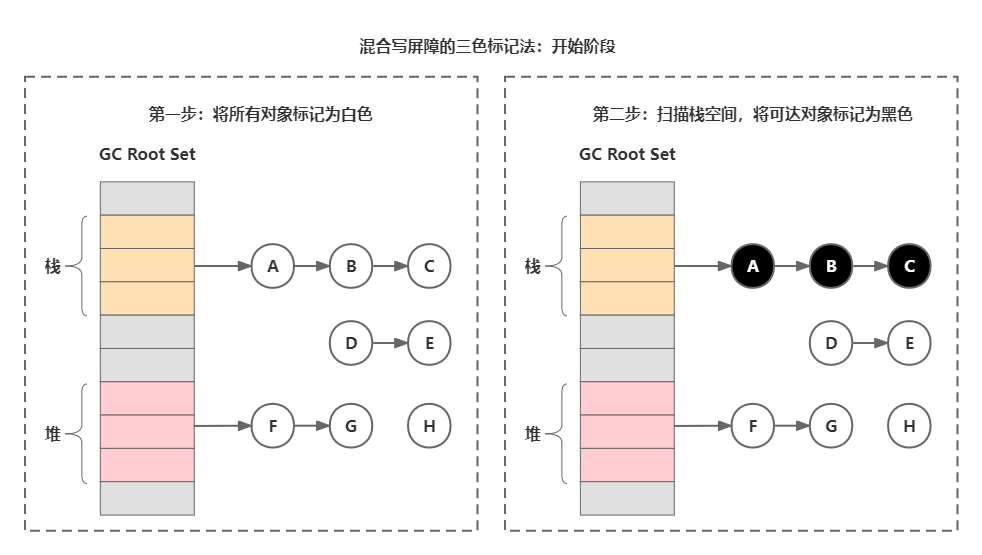 混合写屏障的三色标记法：开始阶段
第一步：将所有对象标记为白色
GC Root Set
栈
A
B
C
D
E
堆
F
G
H
第二步：扫描栈空间，将可达对象标记为黑色
GC Root Set
栈
A
B
C
D
E
堆
F
G
H